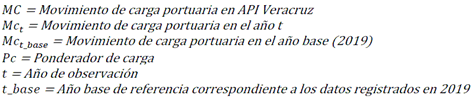 MC = Movimiento de carga portuaria en API Veracruz
Mc_t = Movimiento de carga portuaria en el año t
Mc_t_base = Movimiento de carga portuaria en el año base (2019)
Pc = Ponderador de carga
t = Año de observación
t_base = Año base de referencia correspondiente a los datos registrados en 2019